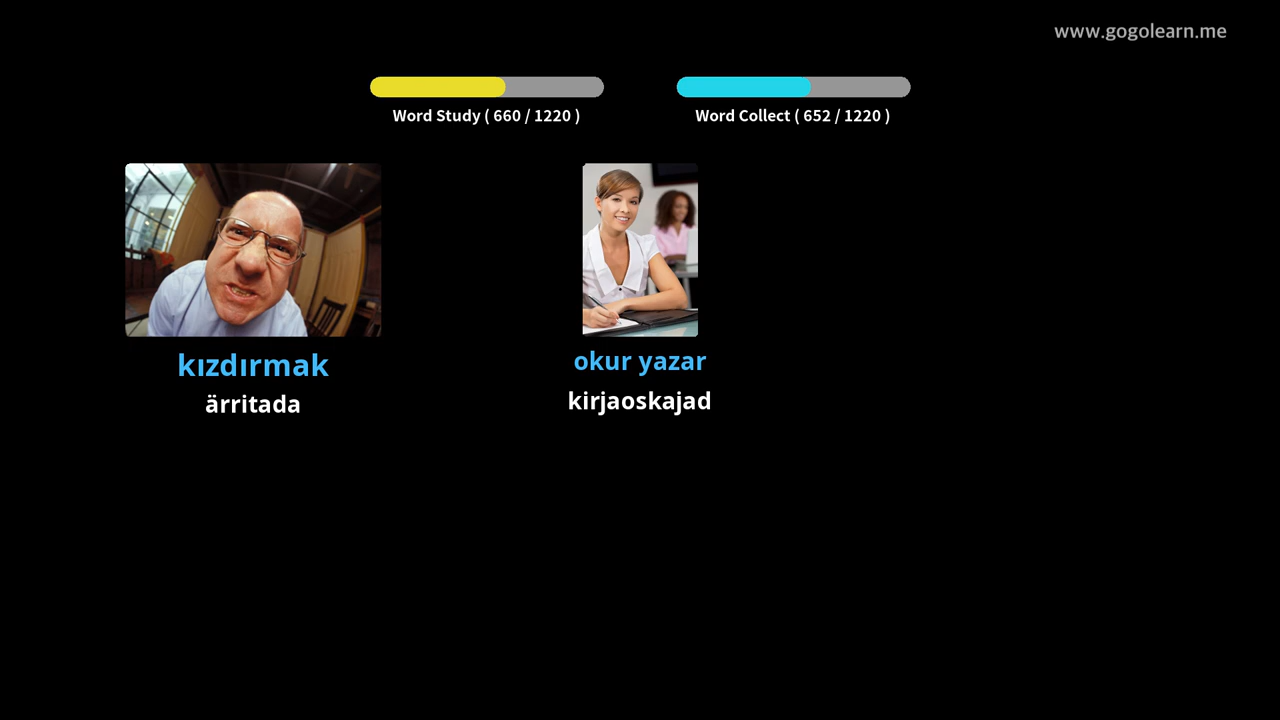 www.gogolearn.me
Word Study ( 660 / 1220 )
Word Collect ( 652 / 1220 )
kızdırmak
ärritada
okur yazar
kirjaoskajad